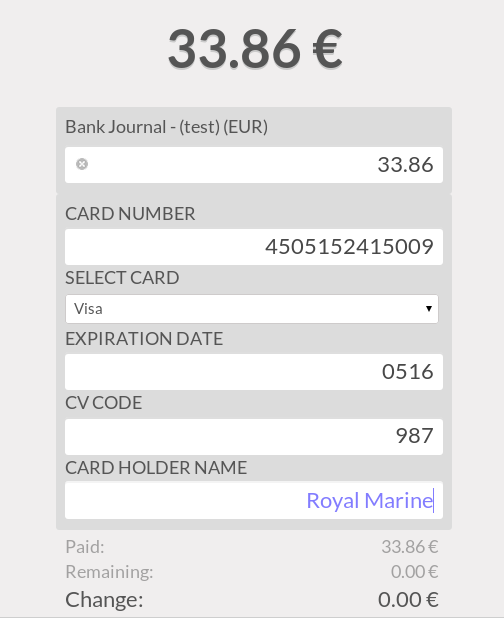 33.86 €
Bank Journal - (test) (EUR)
33.86
CARD NUMBER
4505152415009
SELECT CARD
Visa
EXPIRATION DATE
0516
CV CODE
987
CARD HOLDER NAME
Royal Marine
Paid: 33.86 €
Remaining: 0.00 €
Change: 0.00 €